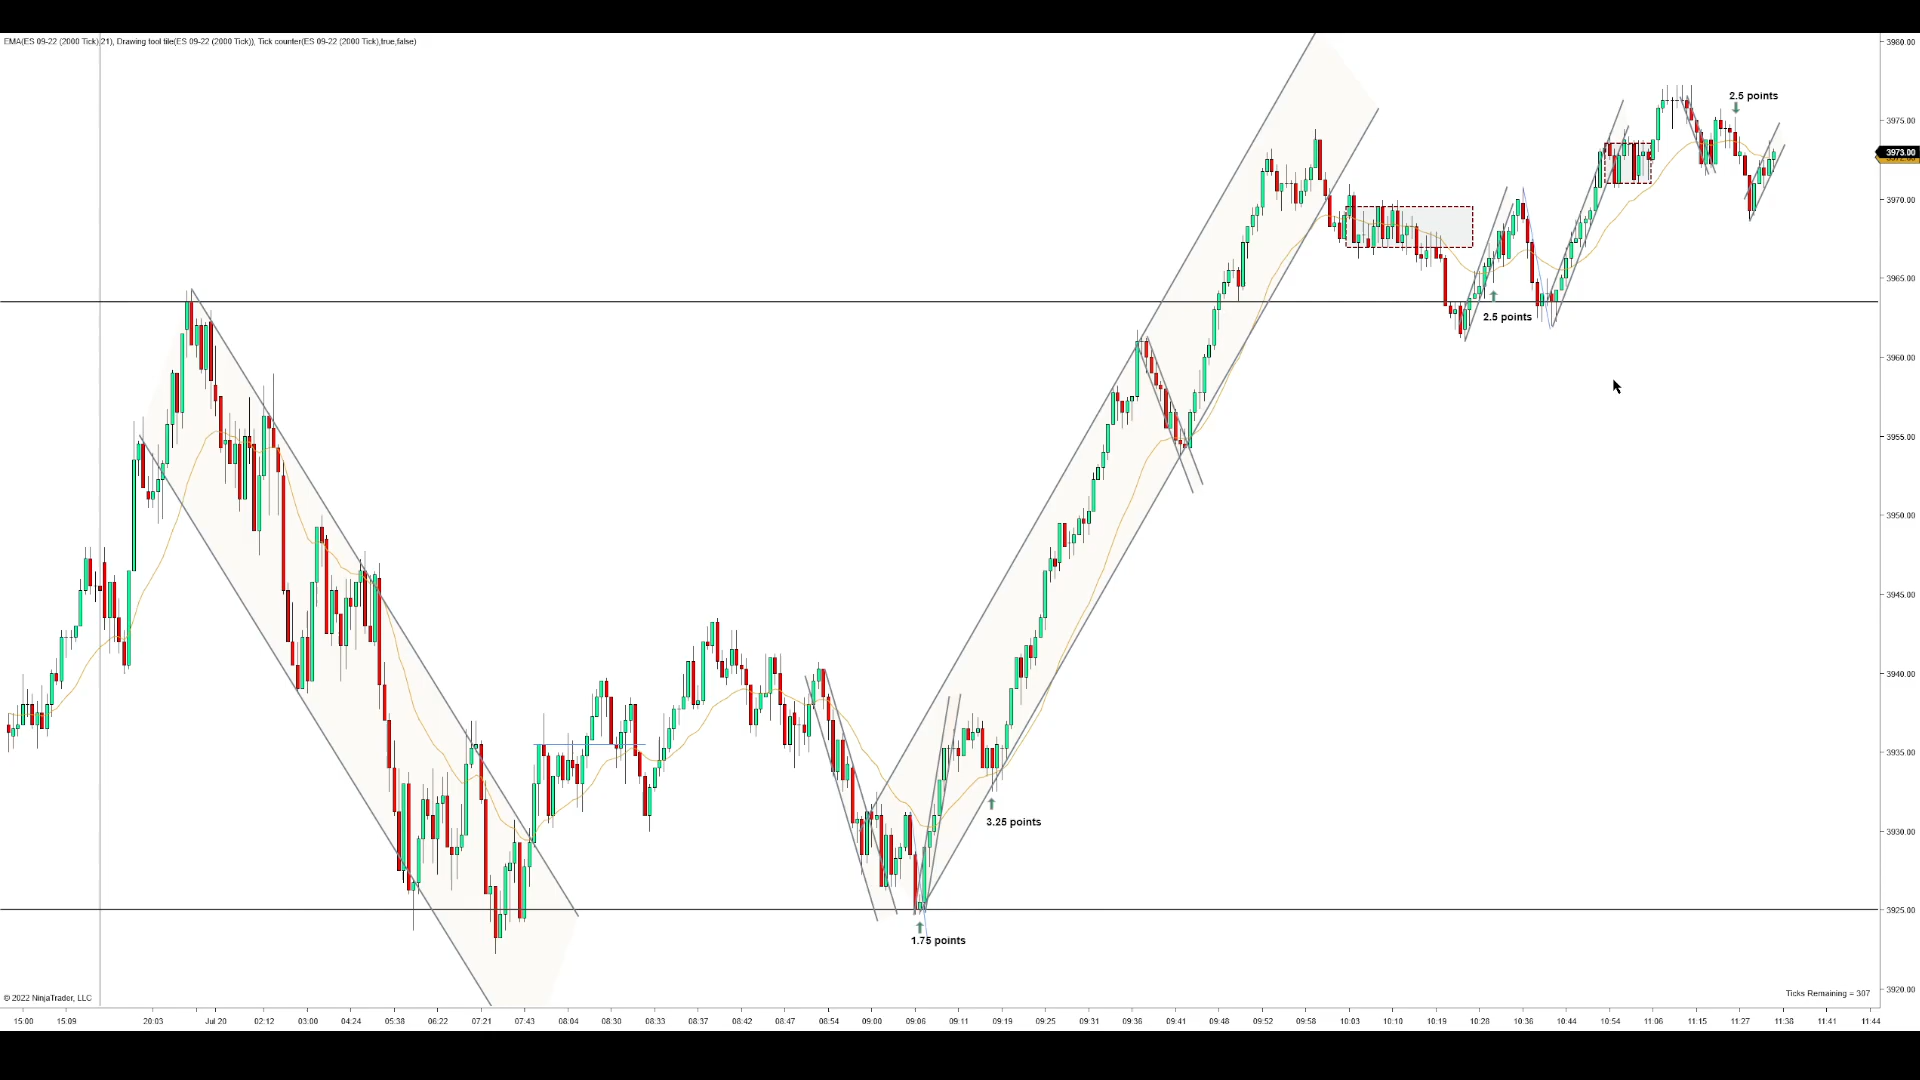 EMA(ES 09-22 (2000 Tick),21), Drawing tool tile(ES 09-22 (2000 Tick)), Tick counter(ES 09-22 (2000 Tick),true,false)
3980.00
2.5 points
3975.00
3973.00
3970.00
3965.00
2.5 points
3960.00
3955.00
3950.00
3945.00
3940.00
3935.00
3.25 points
3930.00
3925.00
1.75 points
3920.00
© 2022 NinjaTrader, LLC
Ticks Remaining = 307
15:00 15:09 20:03 Jul 20 02:12 03:00 04:24 05:38 06:22 07:21 07:43 08:04 08:30 08:33 08:37 08:42 08:47 08:54 09:00 09:06 09:11 09:19 09:25 09:31 09:36 09:41 09:48 09:52 09:58 10:03 10:10 10:19 10:28 10:36 10:44 10:54 11:06 11:15 11:27 11:36 11:41 11:44